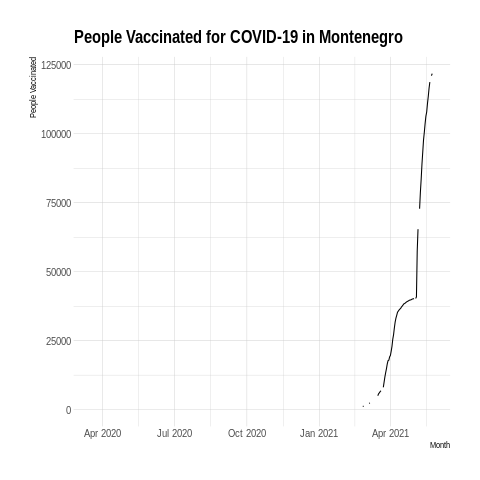 People Vaccinated for COVID-19 in Montenegro
People Vaccinated
125000
100000
75000
50000
25000
0
Apr 2020 Jul 2020 Oct 2020 Jan 2021 Apr 2021
Month